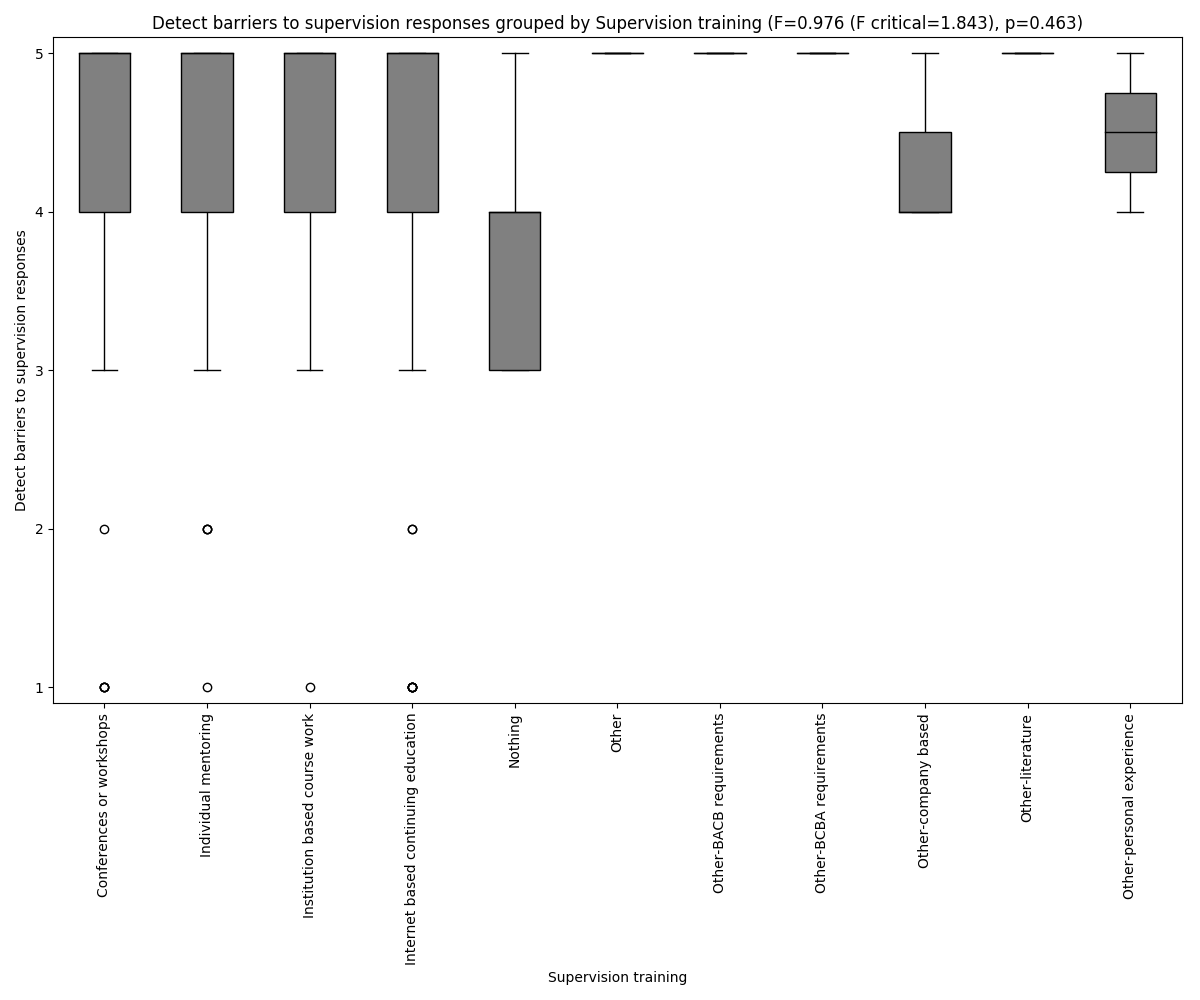 Detect barriers to supervision responses grouped by Supervision training (F=0.976 (F critical=1.843), p=0.463)
Detect barriers to supervision responses
5
4
3
2
1
Conferences or workshops
Individual mentoring
Institution based course work
Internet based continuing education
Nothing
Other
Other-BACB requirements
Other-BCBA requirements
Other-company based
Other-literature
Other-personal experience
Supervision training